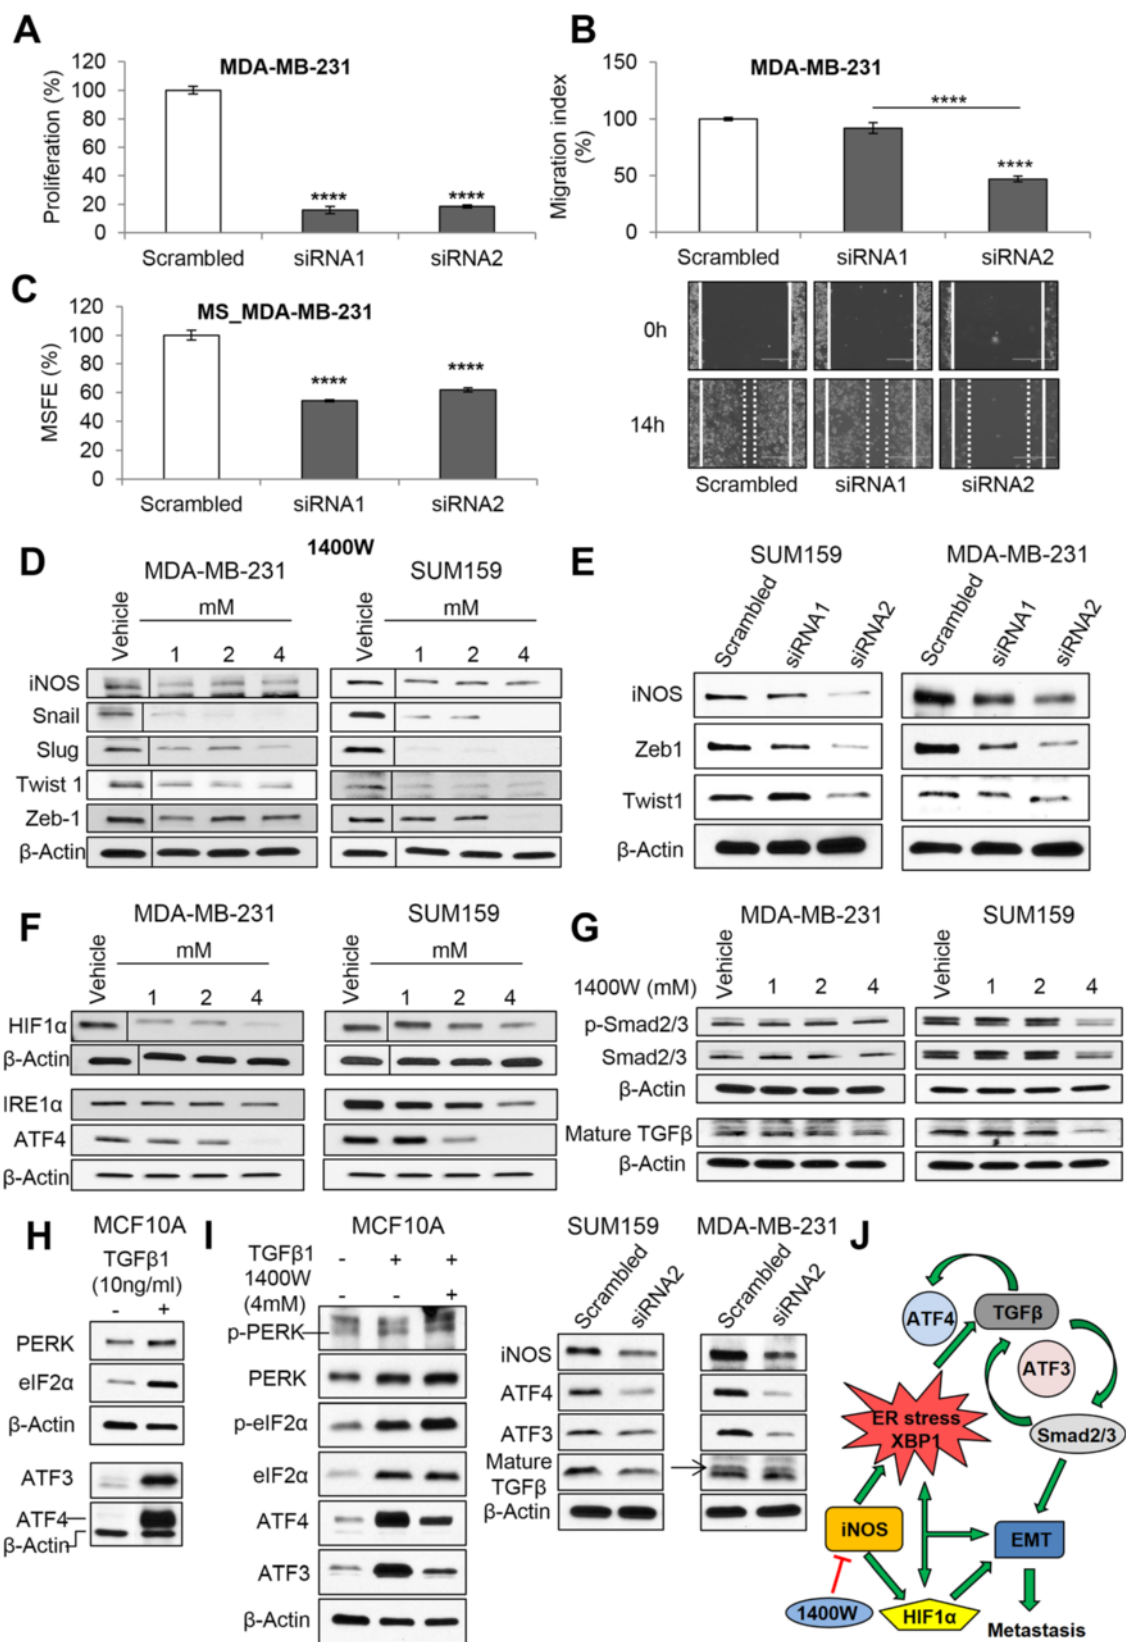 A
MDA-MB-231
Proliferation (%)
120
100
80
60
40
20
0
****
****
Scrambled
siRNA1
siRNA2
B
MDA-MB-231
Migration index
(%)
150
100
50
0
****
****
Scrambled
siRNA1
siRNA2
0h
14h
Scrambled
siRNA1
siRNA2
C
MS_MDA-MB-231
MSFE (%)
120
100
80
60
40
20
0
****
****
Scrambled
siRNA1
siRNA2
D
1400W
MDA-MB-231
SUM159
Vehicle
mM
1 2 4
Vehicle
mM
1 2 4
iNOS
Snail
Slug
Twist 1
Zeb-1
β-Actin
E
SUM159
MDA-MB-231
Scrambled
siRNA1
siRNA2
Scrambled
siRNA1
siRNA2
iNOS
Zeb1
Twist1
β-Actin
F
MDA-MB-231
SUM159
Vehicle
mM
1 2 4
Vehicle
mM
1 2 4
HIF1α
β-Actin
IRE1α
ATF4
β-Actin
G
MDA-MB-231
SUM159
1400W (mM)
Vehicle
1 2 4
Vehicle
1 2 4
p-Smad2/3
Smad2/3
β-Actin
Mature TGFβ
β-Actin
H
MCF10A
TGFβ1
(10ng/ml)
- +
PERK
eIF2α
β-Actin
ATF3
ATF4
β-Actin
I
MCF10A
TGFβ1 - + +
1400W
(4mM) - - +
p-PERK
PERK
p-eIF2α
eIF2α
ATF4
ATF3
β-Actin
SUM159
MDA-MB-231
Scrambled
siRNA2
Scrambled
siRNA2
iNOS
ATF4
ATF3
Mature
TGFβ
β-Actin
J
ATF4
TGFβ
ATF3
ER stress
XBP1
Smad2/3
iNOS
EMT
1400W
HIF1α
Metastasis